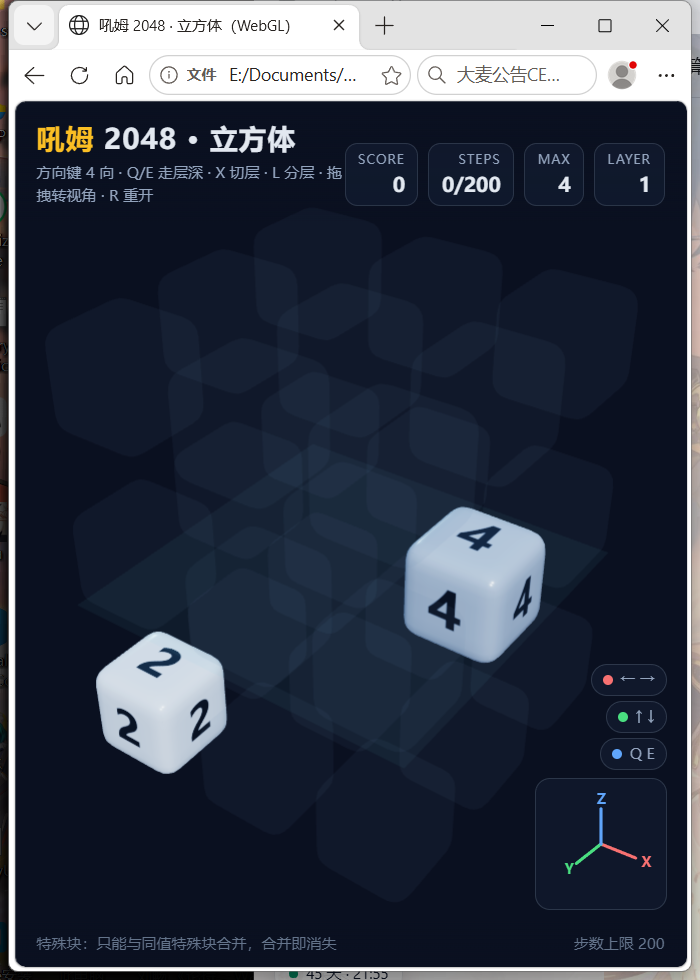 吼姆 2048 · 立方体（WebGL）
文件 E:/Documents/...
大麦公告CE...
吼姆 2048 • 立方体
方向键 4 向 · Q/E 走层深 · X 切层 · L 分层 · 拖
拽转视角 · R 重开
SCORE
0
STEPS
0/200
MAX
4
LAYER
1
4
4
4
2
2
2
←→
↑↓
Q E
Z
Y
X
特殊块：只能与同值特殊块合并，合并即消失
步数上限 200
45 天 · 21:55